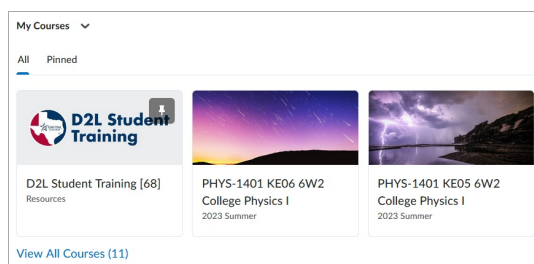 My Courses
All Pinned
D2L Student
Training
D2L Student Training [68]
Resources
PHYS-1401 KE06 6W2
College Physics I
2023 Summer
PHYS-1401 KE05 6W2
College Physics I
2023 Summer
View All Courses (11)